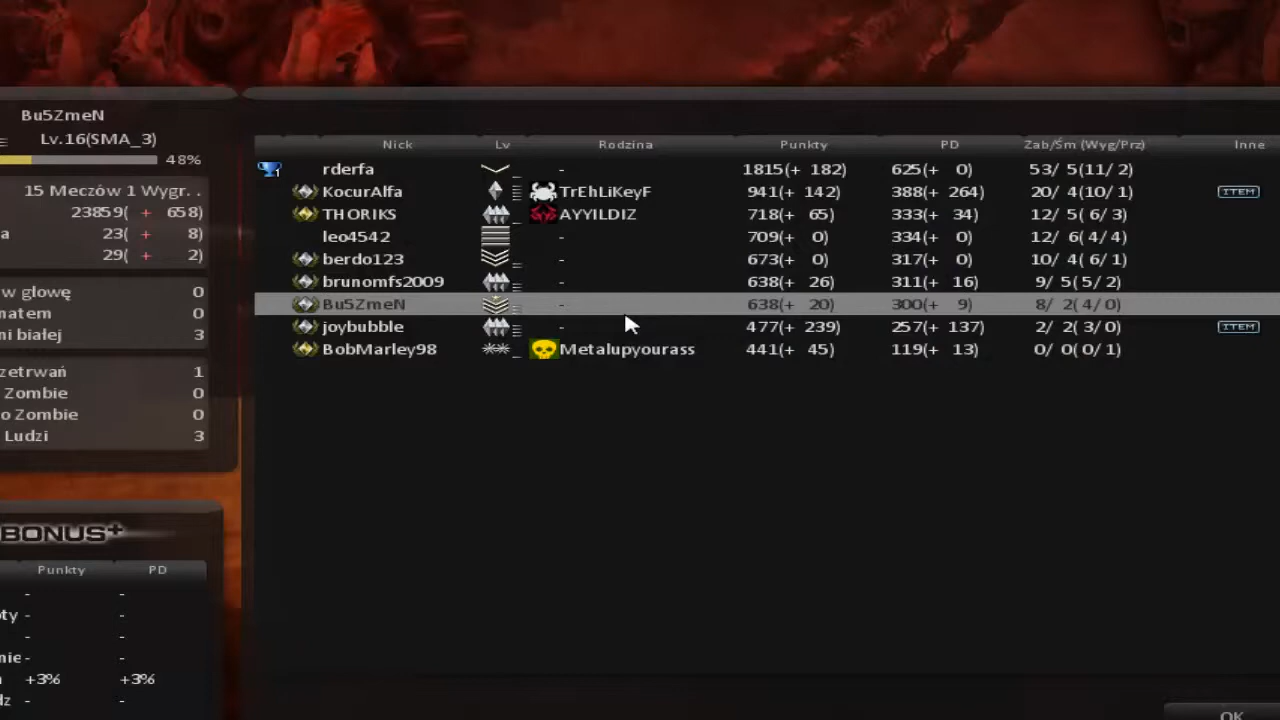 Bu5ZmeN
Lv.16(SMA_3)
48%
15 Meczów 1 Wygr. .
23859( + 658)
a 23( + 8)
29( + 2)
w głowę 0
natem 0
ni białej 3
zetrwań 1
Zombie 0
o Zombie 0
Ludzi 3
BONUS+
Punkty PD
- -
oty - -
- -
nie - -
+3% +3%
dz - -
Nick Lv Rodzina Punkty PD Zab/Śm (Wyg/Prz) Inne
1 rderfa - 1815(+ 182) 625(+ 0) 53/ 5(11/ 2)
KocurAlfa TrEhLiKeyF 941(+ 142) 388(+ 264) 20/ 4(10/ 1) ITEM
THORIKS AYYILDIZ 718(+ 65) 333(+ 34) 12/ 5( 6/ 3)
leo4542 - 709(+ 0) 334(+ 0) 12/ 6( 4/ 4)
berdo123 - 673(+ 0) 317(+ 0) 10/ 4( 6/ 1)
brunomfs2009 - 638(+ 26) 311(+ 16) 9/ 5( 5/ 2)
Bu5ZmeN - 638(+ 20) 300(+ 9) 8/ 2( 4/ 0)
joybubble - 477(+ 239) 257(+ 137) 2/ 2( 3/ 0) ITEM
BobMarley98 Metalupyourass 441(+ 45) 119(+ 13) 0/ 0( 0/ 1)
OK